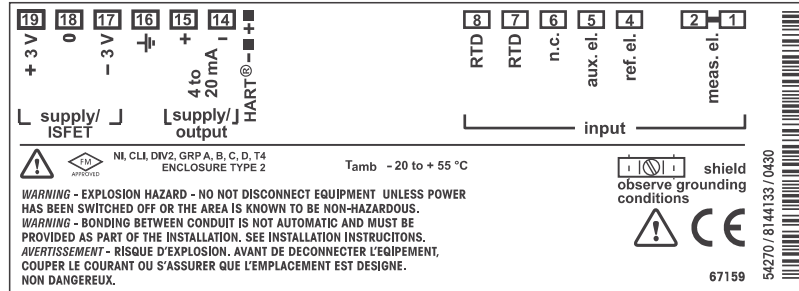 19 18 17 16 15 14 8 7 6 5 4 2 1
+ 3 V
0
– 3 V
+
–
4 to
20 mA
HART® – +
RTD
RTD
n.c.
aux. el.
ref. el.
meas. el.
supply/
ISFET
supply/
output
input
FM
APPROVED
NI, CLI, DIV2, GRP A, B, C, D, T4
ENCLOSURE TYPE 2
Tamb – 20 to + 55 °C
shield
observe grounding
conditions
WARNING - EXPLOSION HAZARD - NO NOT DISCONNECT EQUIPMENT UNLESS POWER
HAS BEEN SWITCHED OFF OR THE AREA IS KNOWN TO BE NON-HAZARDOUS.
WARNING - BONDING BETWEEN CONDUIT IS NOT AUTOMATIC AND MUST BE
PROVIDED AS PART OF THE INSTALLATION. SEE INSTALLATION INSTRUCITONS.
AVERTISSEMENT - RISQUE D'EXPLOSION. AVANT DE DECONNECTER L'EQIPEMENT,
COUPER LE COURANT OU S'ASSURER QUE L'EMPLACEMENT EST DESIGNE.
NON DANGEREUX.
CE
67159
54270 / 8144133 / 0430